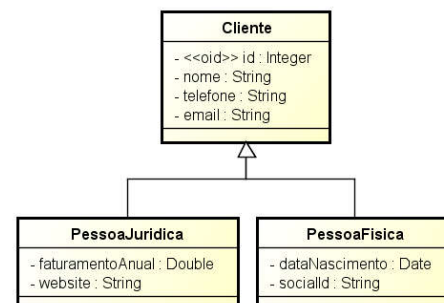 Cliente
- <<oid>> id : Integer
- nome : String
- telefone : String
- email : String
PessoaJuridica
- faturamentoAnual : Double
- website : String
PessoaFisica
- dataNascimento : Date
- socialId : String